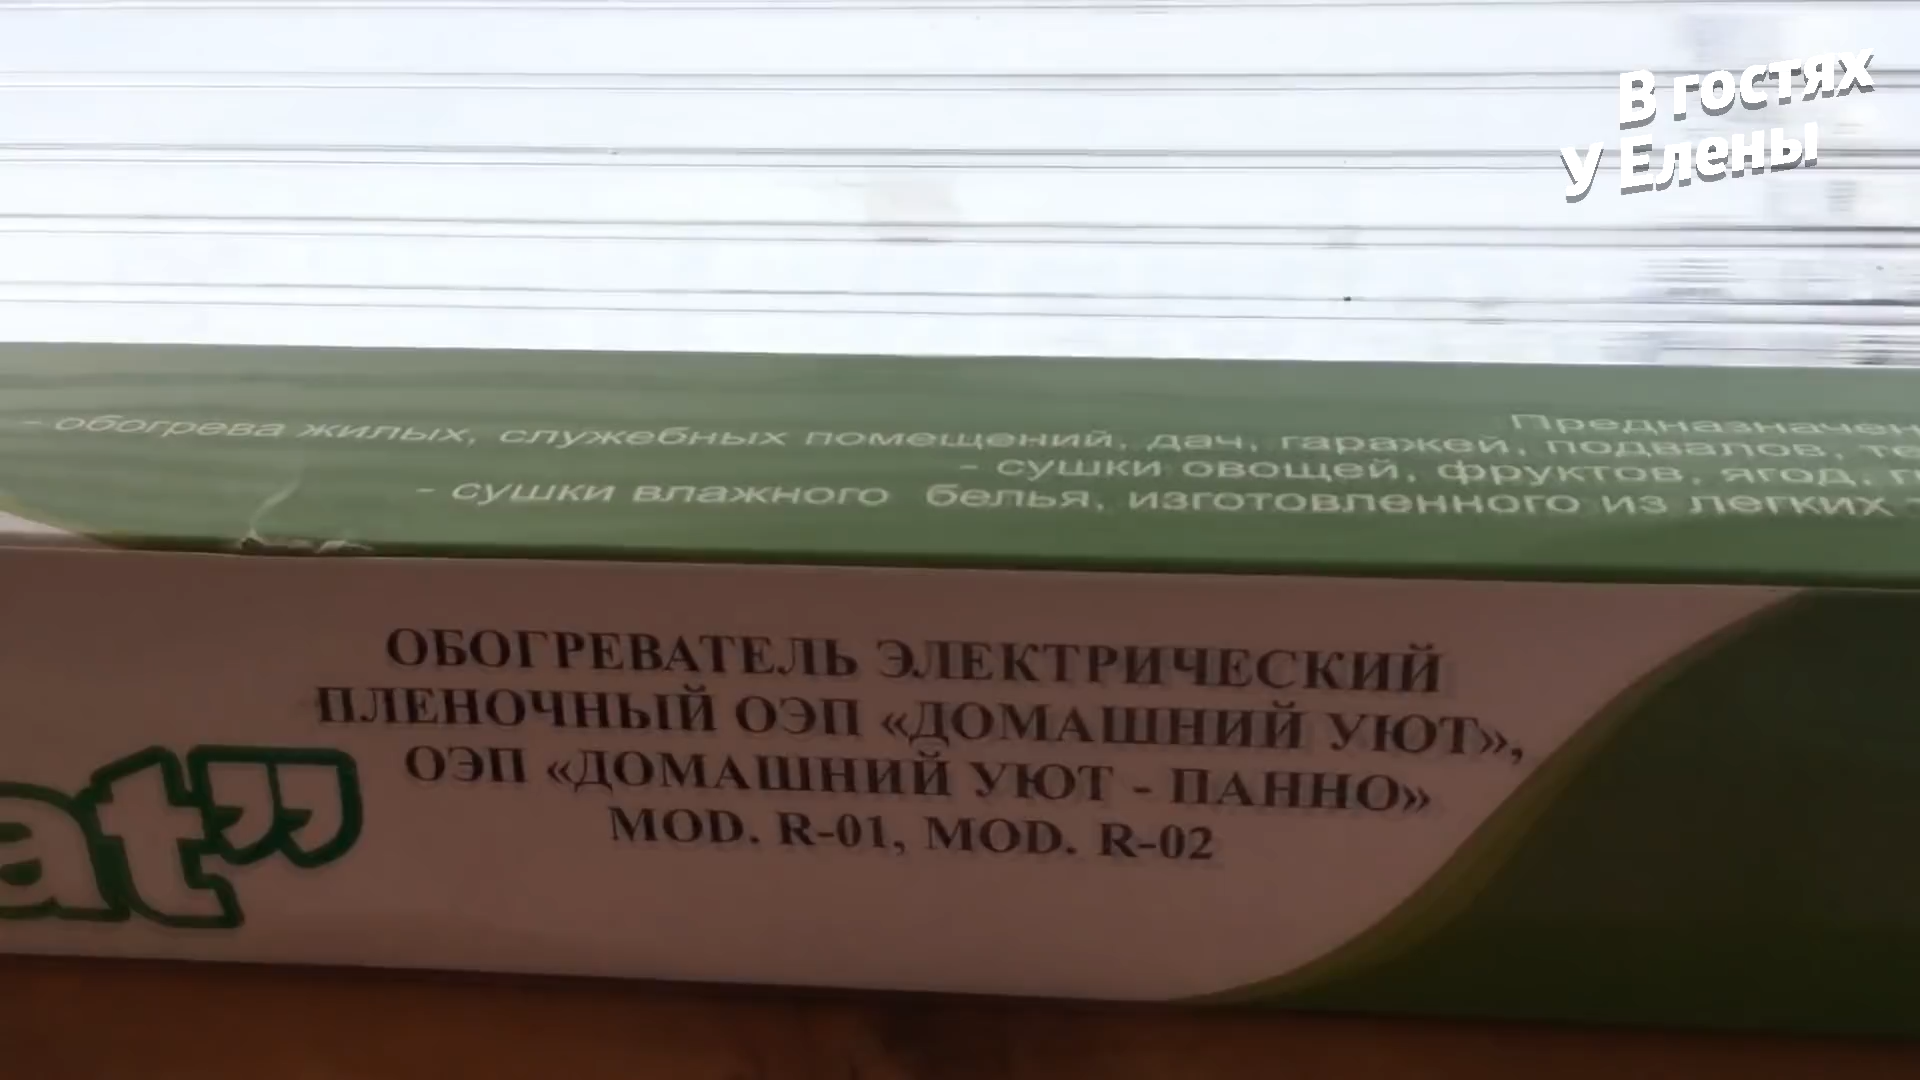 В гостях
у Елены
Предназначен
- обогрева жилых, служебных помещений, дач, гаражей, подвалов,
- сушки овощей, фруктов, ягод,
- сушки влажного белья, изготовленного из легких
ОБОГРЕВАТЕЛЬ ЭЛЕКТРИЧЕСКИЙ
ПЛЕНОЧНЫЙ ОЭП «ДОМАШНИЙ УЮТ»,
ОЭП «ДОМАШНИЙ УЮТ - ПАННО»
MOD. R-01, MOD. R-02
at”